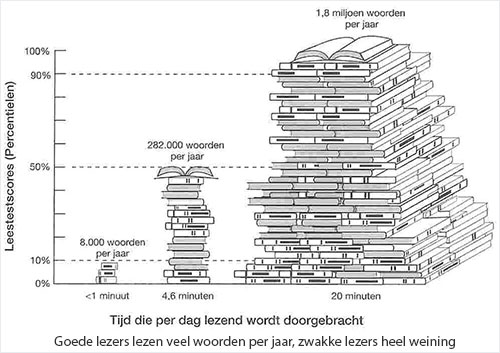 1,8 miljoen woorden
per jaar
100%
90%
282.000 woorden
per jaar
50%
8.000 woorden
per jaar
10%
0%
Leestestscores (Percentielen)
<1 minuut
4,6 minuten
20 minuten
Tijd die per dag lezend wordt doorgebracht
Goede lezers lezen veel woorden per jaar, zwakke lezers heel weining